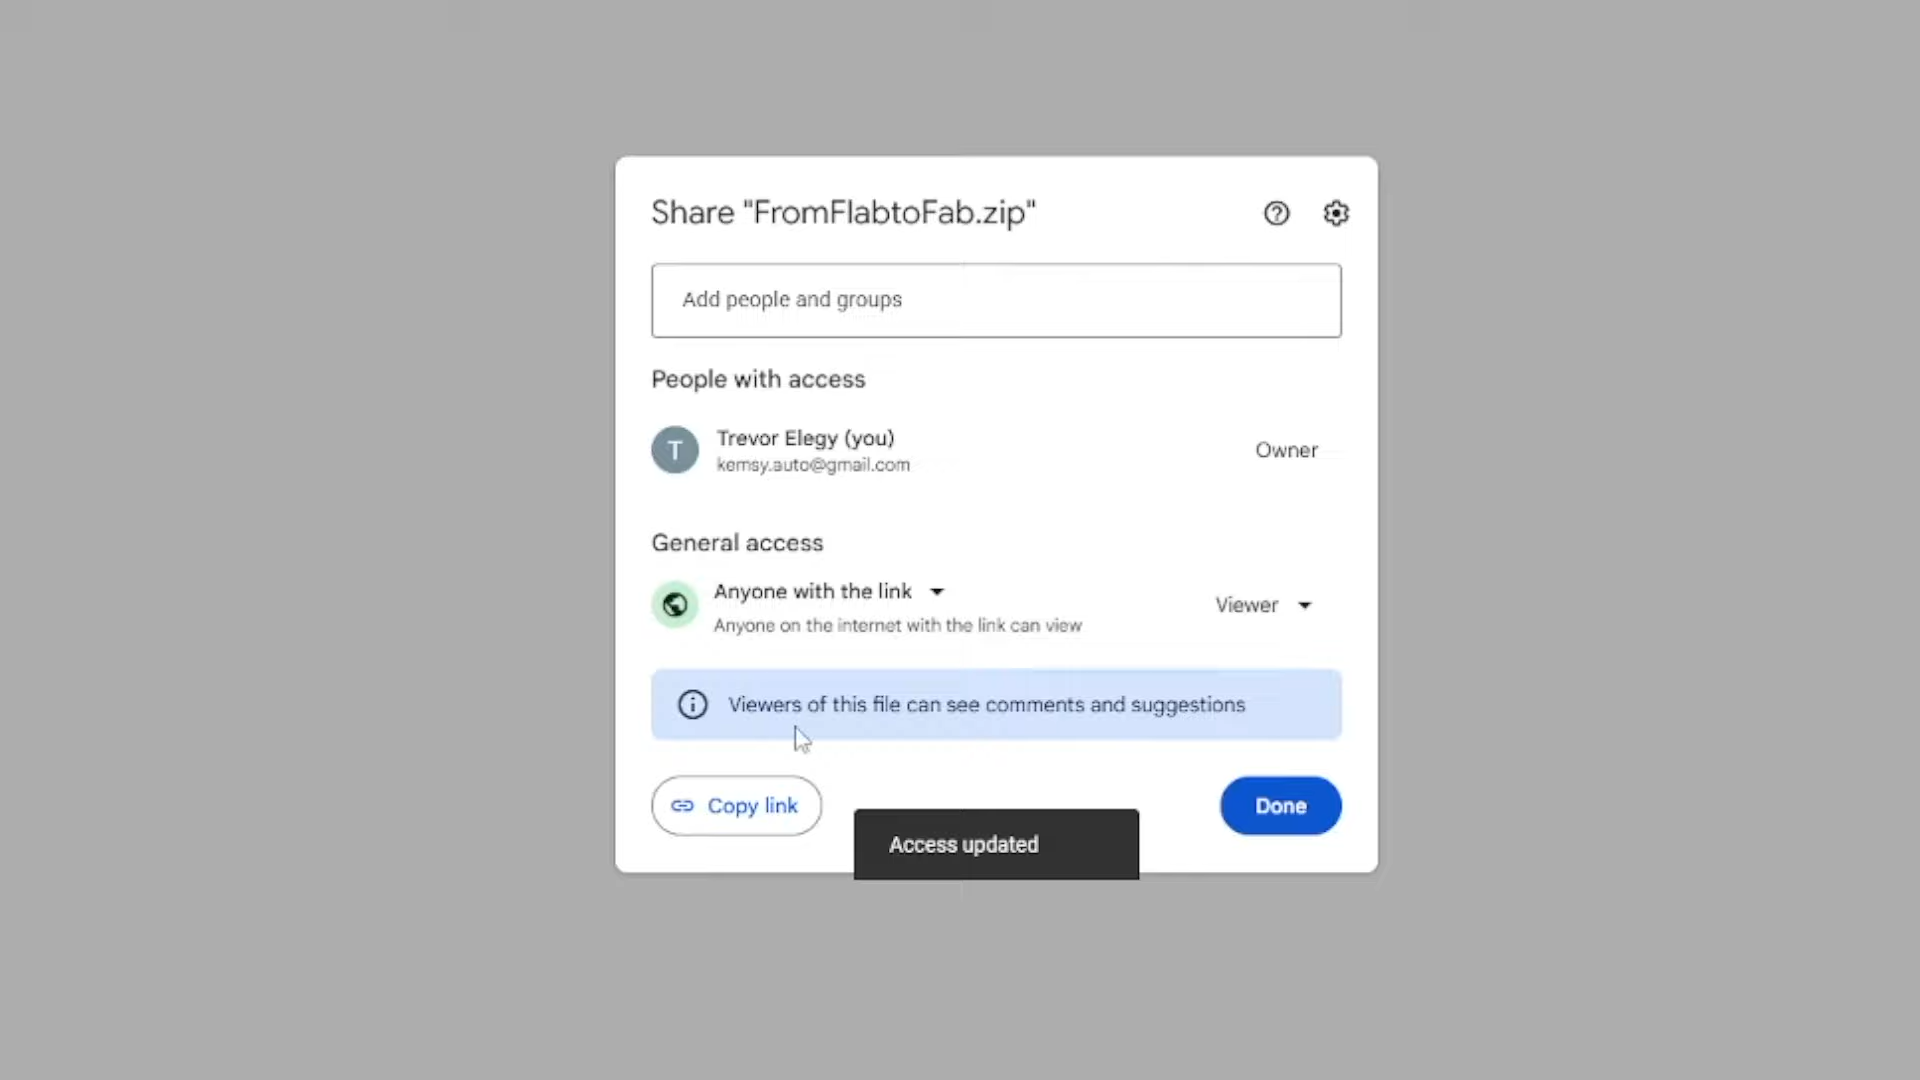 Share "FromFlabtoFab.zip"
Add people and groups
People with access
T
Trevor Elegy (you)
kemsy.auto@gmail.com
Owner
General access
Anyone with the link
Anyone on the internet with the link can view
Viewer
Viewers of this file can see comments and suggestions
Copy link
Done
Access updated